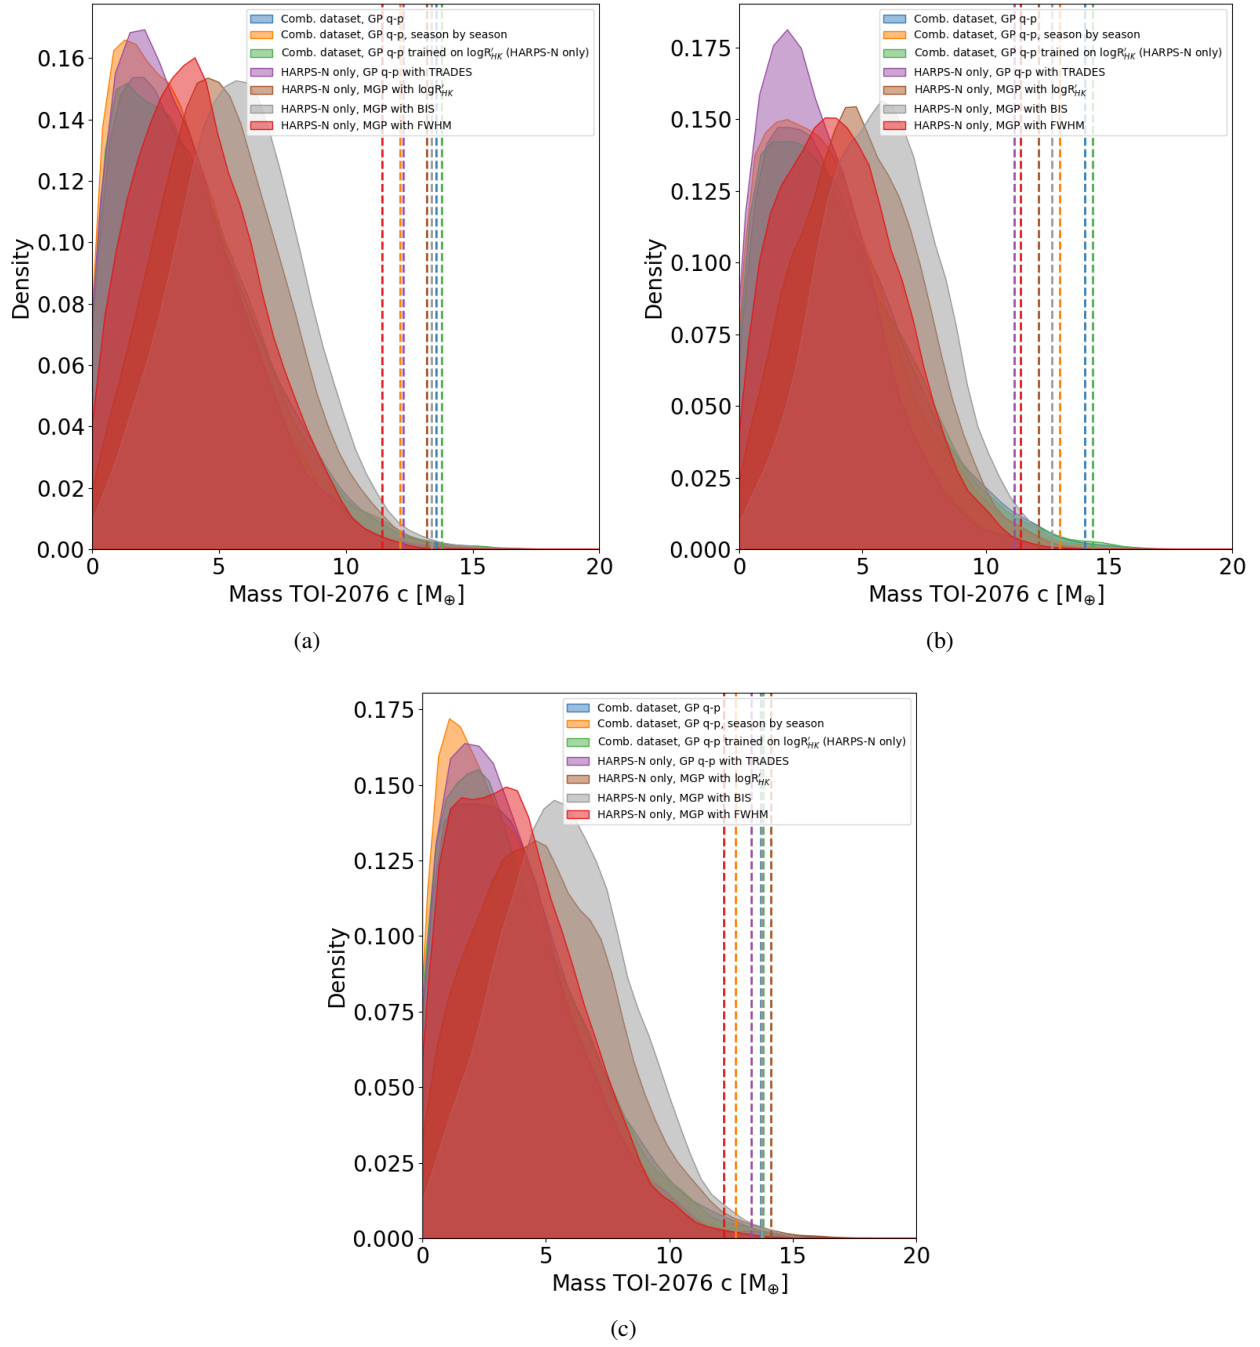 Comb. dataset, GP q-p
Comb. dataset, GP q-p, season by season
Comb. dataset, GP q-p trained on logR'HK (HARPS-N only)
HARPS-N only, GP q-p with TRADES
HARPS-N only, MGP with logR'HK
HARPS-N only, MGP with BIS
HARPS-N only, MGP with FWHM
0.16
0.14
0.12
0.10
0.08
0.06
0.04
0.02
0.00
Density
0 5 10 15 20
Mass TOI-2076 c [M⊕]
(a)
Comb. dataset, GP q-p
Comb. dataset, GP q-p, season by season
Comb. dataset, GP q-p trained on logR'HK (HARPS-N only)
HARPS-N only, GP q-p with TRADES
HARPS-N only, MGP with logR'HK
HARPS-N only, MGP with BIS
HARPS-N only, MGP with FWHM
0.175
0.150
0.125
0.100
0.075
0.050
0.025
0.000
Density
0 5 10 15 20
Mass TOI-2076 c [M⊕]
(b)
Comb. dataset, GP q-p
Comb. dataset, GP q-p, season by season
Comb. dataset, GP q-p trained on logR'HK (HARPS-N only)
HARPS-N only, GP q-p with TRADES
HARPS-N only, MGP with logR'HK
HARPS-N only, MGP with BIS
HARPS-N only, MGP with FWHM
0.175
0.150
0.125
0.100
0.075
0.050
0.025
0.000
Density
0 5 10 15 20
Mass TOI-2076 c [M⊕]
(c)